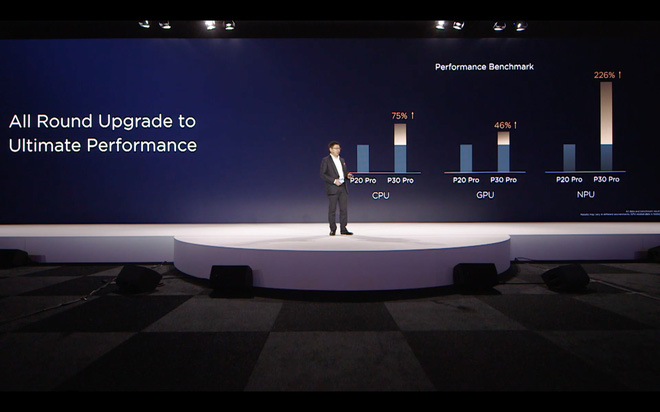 All Round Upgrade to
Ultimate Performance
Performance Benchmark
75% ↑
P20 Pro P30 Pro
CPU
46% ↑
P20 Pro P30 Pro
GPU
226% ↑
P20 Pro P30 Pro
NPU